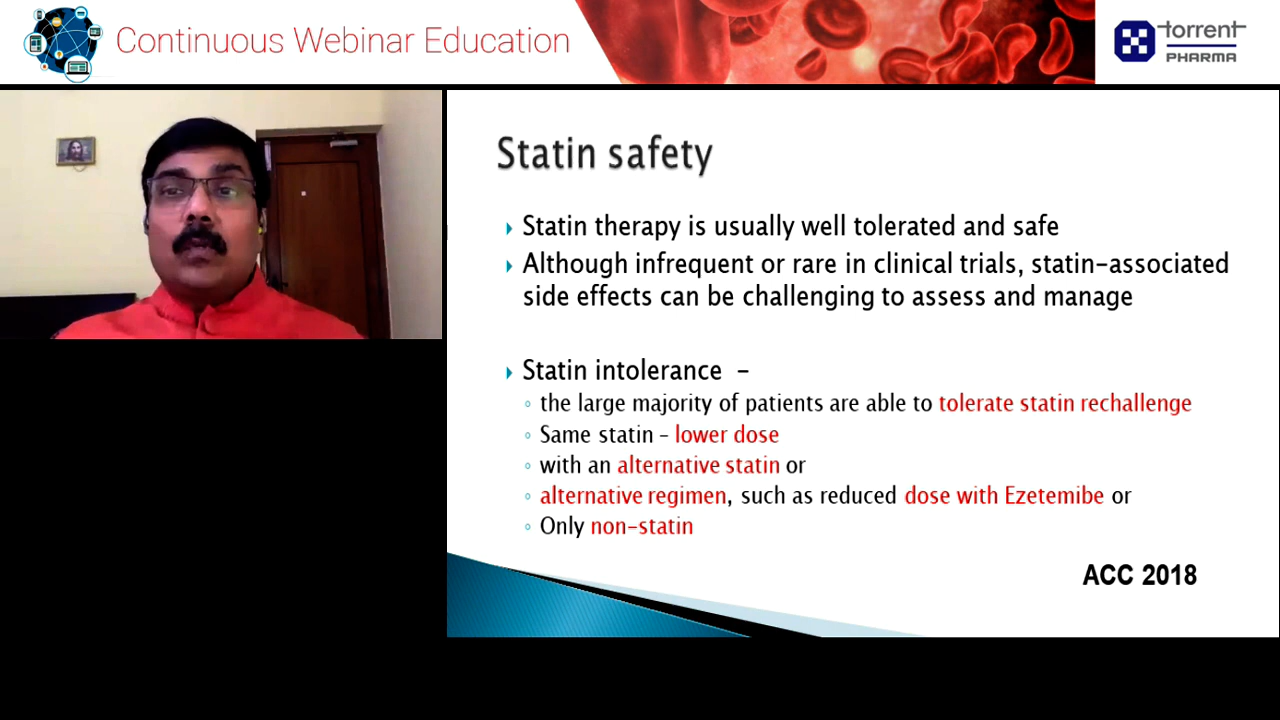 Continuous Webinar Education
torrent
PHARMA
Statin safety
Statin therapy is usually well tolerated and safe
Although infrequent or rare in clinical trials, statin-associated
side effects can be challenging to assess and manage
Statin intolerance -
the large majority of patients are able to tolerate statin rechallenge
Same statin - lower dose
with an alternative statin or
alternative regimen, such as reduced dose with Ezetemibe or
Only non-statin
ACC 2018